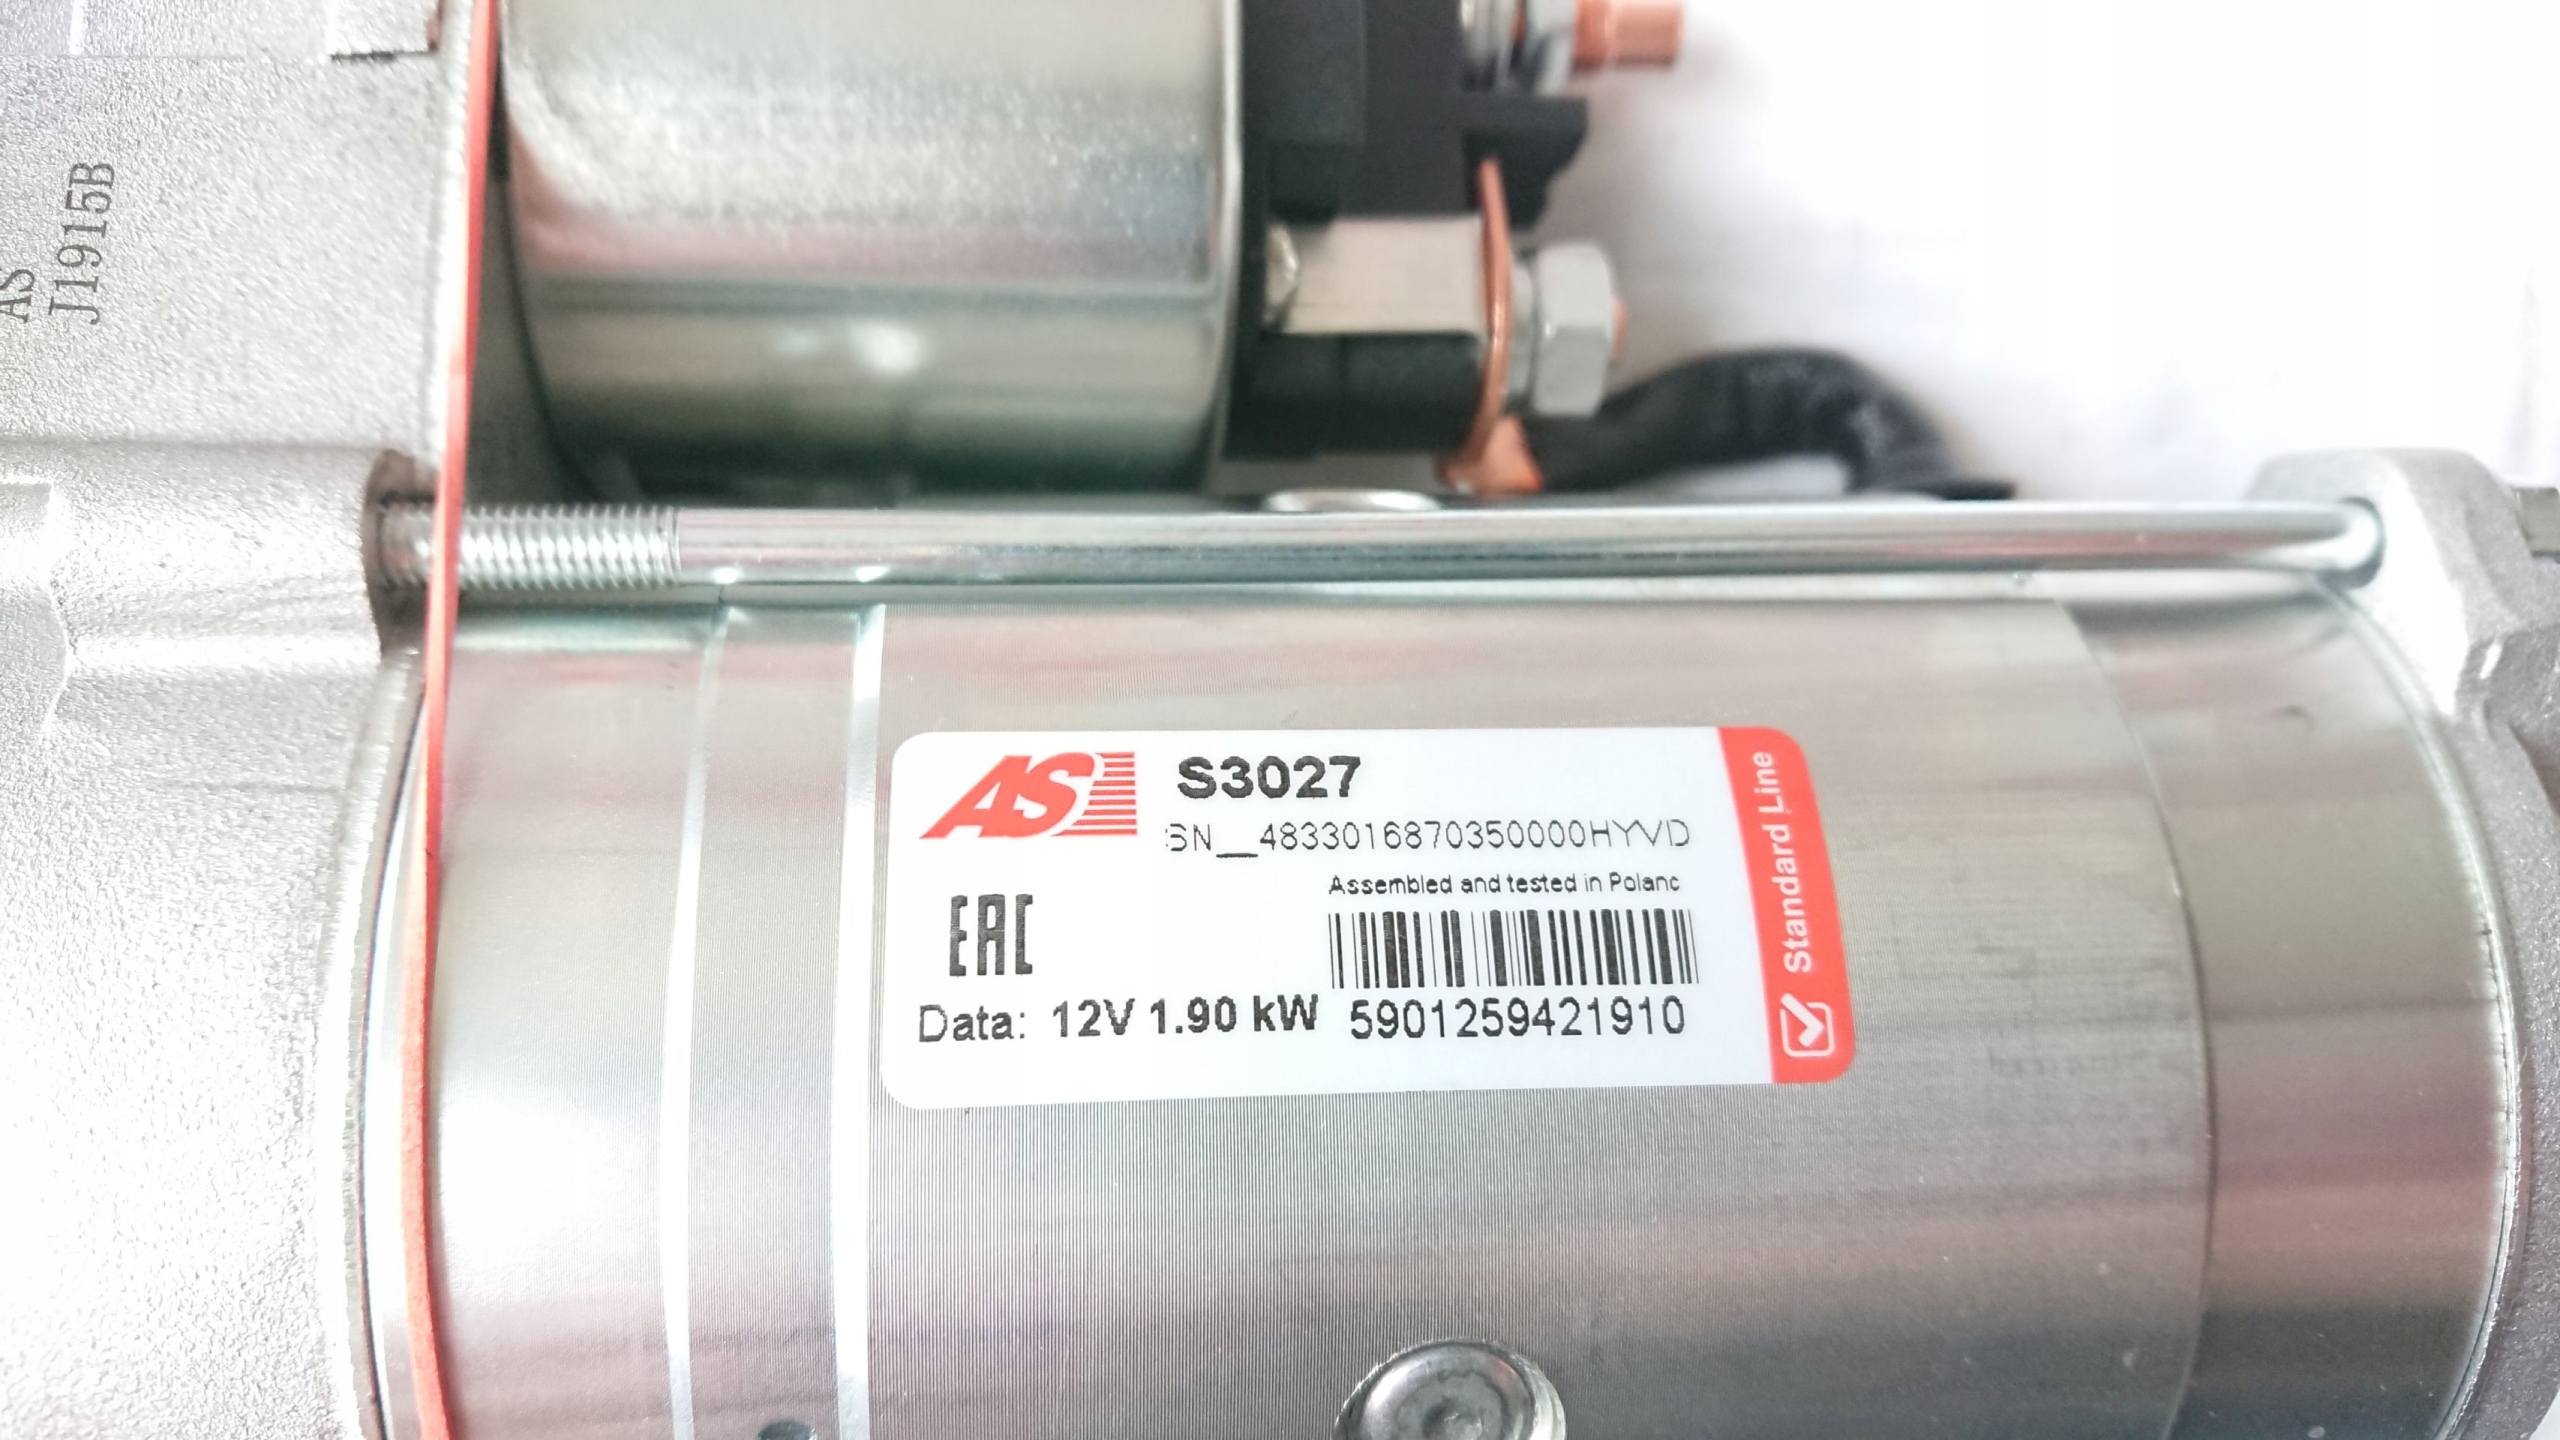 AS
J1915B
AS
S3027
SN__4833016870350000HYVD
Assembled and tested in Polanc
EAC
Data: 12V 1.90 kW 5901259421910
Standard Line